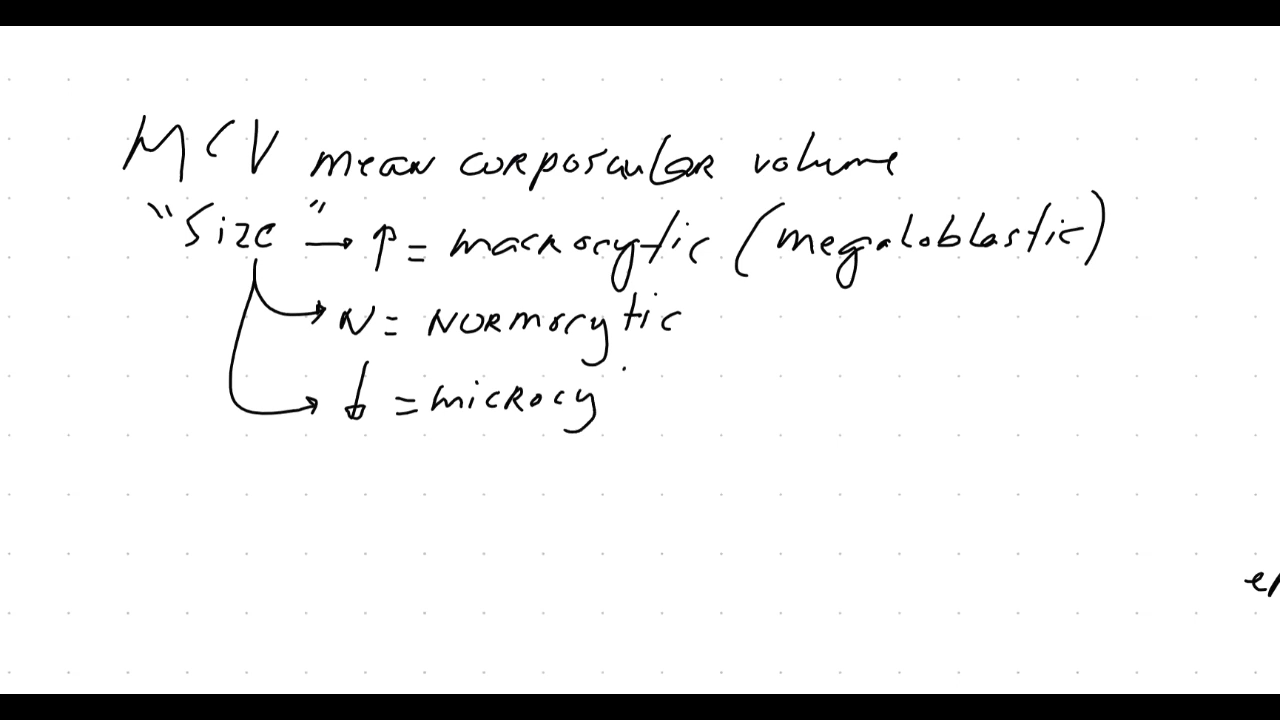 MCV mean corposcular volume
"Size" → ↑ = macrocytic (megaloblastic)
N = Normocytic
↓ = microcy